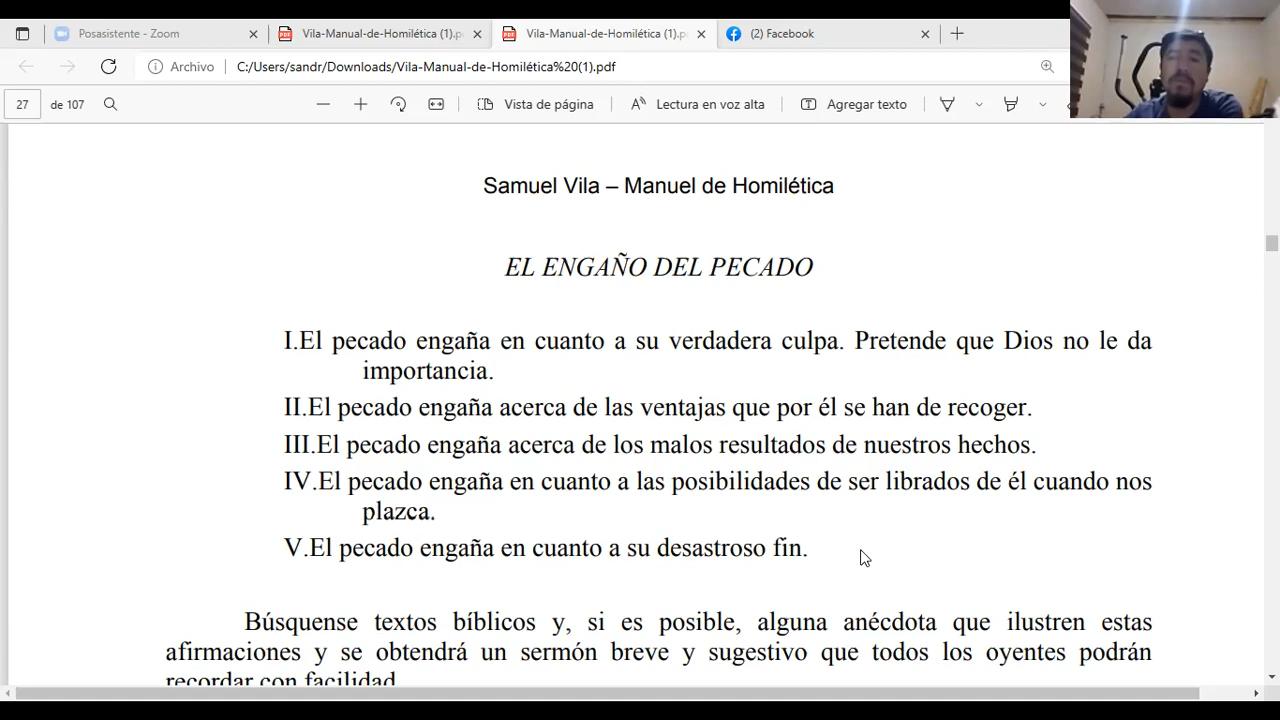 Posasistente - Zoom
Vila-Manual-de-Homilética (1).p
Vila-Manual-de-Homilética (1).p
(2) Facebook
Archivo
C:/Users/sandr/Downloads/Vila-Manual-de-Homilética%20(1).pdf
27 de 107
Vista de página
Lectura en voz alta
Agregar texto
Samuel Vila – Manuel de Homilética
EL ENGAÑO DEL PECADO
I.El pecado engaña en cuanto a su verdadera culpa. Pretende que Dios no le da
importancia.
II.El pecado engaña acerca de las ventajas que por él se han de recoger.
III.El pecado engaña acerca de los malos resultados de nuestros hechos.
IV.El pecado engaña en cuanto a las posibilidades de ser librados de él cuando nos
plazca.
V.El pecado engaña en cuanto a su desastroso fin.
Búsquense textos bíblicos y, si es posible, alguna anécdota que ilustren estas
afirmaciones y se obtendrá un sermón breve y sugestivo que todos los oyentes podrán
recordar con facilidad.